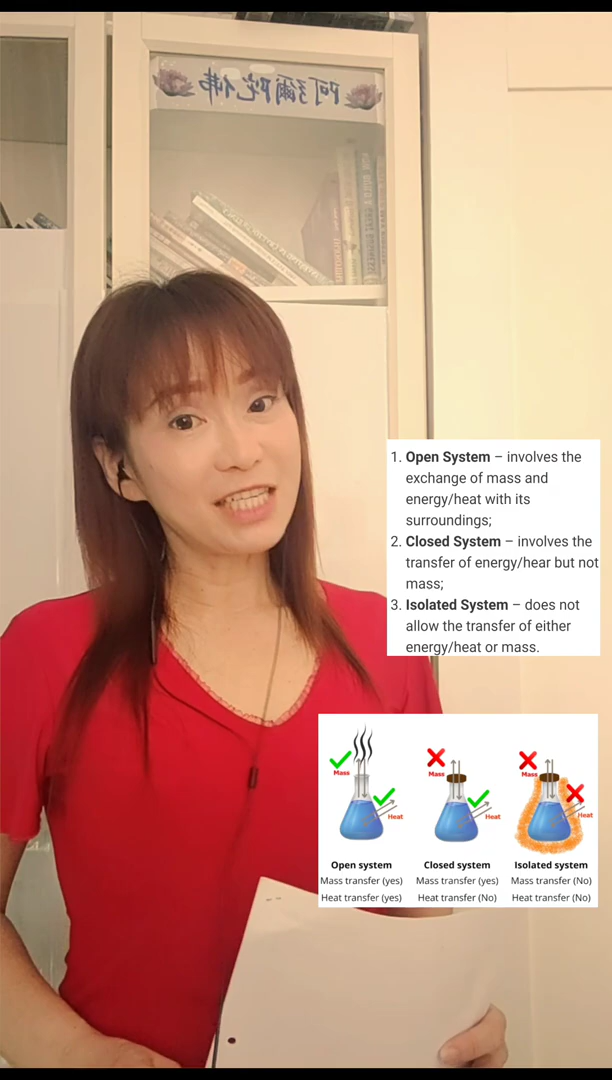 阿彌陀佛
1. Open System – involves the
exchange of mass and
energy/heat with its
surroundings;
2. Closed System – involves the
transfer of energy/hear but not
mass;
3. Isolated System – does not
allow the transfer of either
energy/heat or mass.
Mass
Heat
Open system
Mass transfer (yes)
Heat transfer (yes)
Mass
Heat
Closed system
Mass transfer (yes)
Heat transfer (No)
Mass
Heat
Isolated system
Mass transfer (No)
Heat transfer (No)